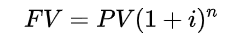 FV = PV(1 + i)ⁿ